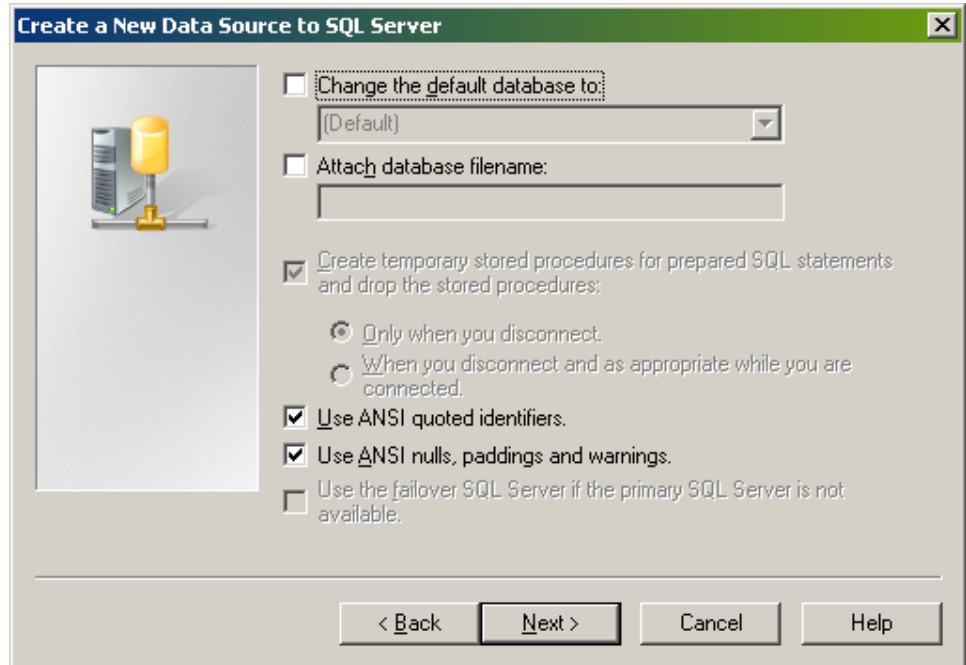 Create a New Data Source to SQL Server
Change the default database to:
(Default)
Attach database filename:
Create temporary stored procedures for prepared SQL statements
and drop the stored procedures:
Only when you disconnect.
When you disconnect and as appropriate while you are
connected.
Use ANSI quoted identifiers.
Use ANSI nulls, paddings and warnings.
Use the failover SQL Server if the primary SQL Server is not
available.
< Back
Next >
Cancel
Help